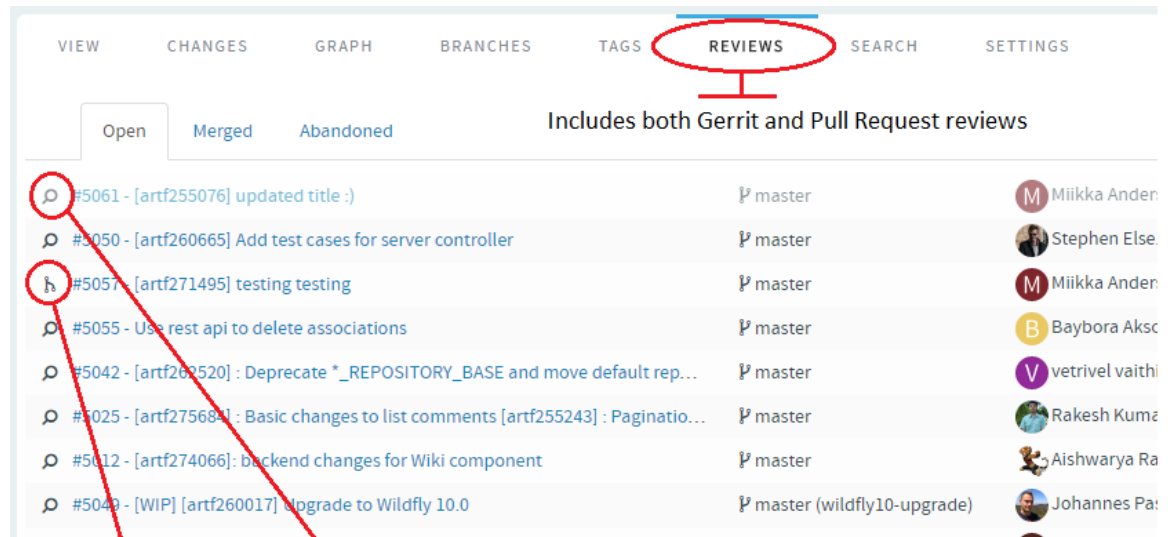 VIEW CHANGES GRAPH BRANCHES TAGS REVIEWS SEARCH SETTINGS
Includes both Gerrit and Pull Request reviews
Open Merged Abandoned
#5061 - [artf255076] updated title :) master M Miikka Anders
#5050 - [artf260665] Add test cases for server controller master Stephen Else
#5057 - [artf271495] testing testing master M Miikka Anders
#5055 - Use rest api to delete associations master B Baybora Akso
#5042 - [artf262520] : Deprecate *_REPOSITORY_BASE and move default rep... master V vetrivel vaithi
#5025 - [artf275684] : Basic changes to list comments [artf255243] : Paginatio... master Rakesh Kuma
#5012 - [artf274066]: backend changes for Wiki component master Aishwarya Ra
#5049 - [WIP] [artf260017] Upgrade to Wildfly 10.0 master (wildfly10-upgrade) Johannes Pas